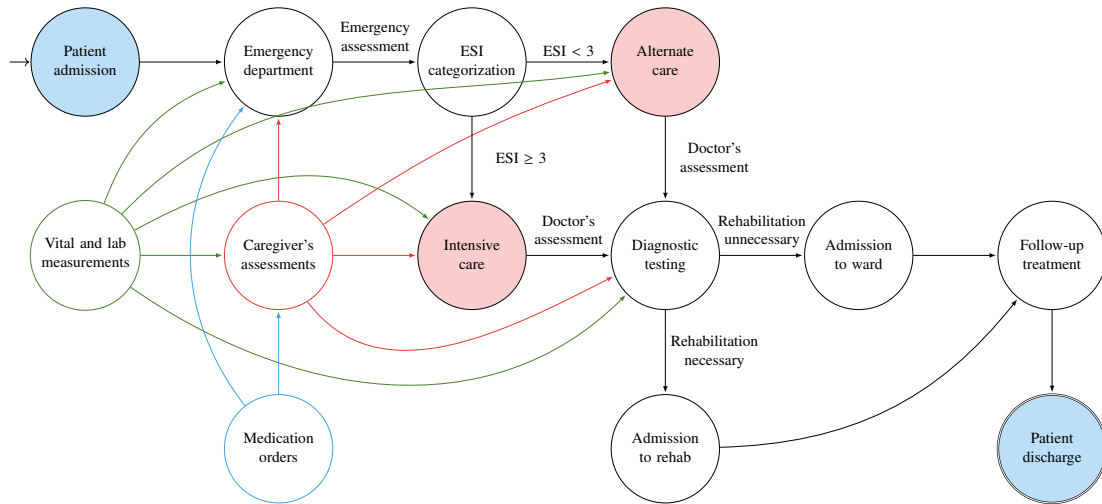 Patient
admission
Emergency
department
Emergency
assessment
ESI
categorization
ESI < 3
Alternate
care
ESI ≥ 3
Doctor's
assessment
Vital and lab
measurements
Caregiver's
assessments
Intensive
care
Doctor's
assessment
Diagnostic
testing
Rehabilitation
unnecessary
Admission
to ward
Follow-up
treatment
Rehabilitation
necessary
Medication
orders
Admission
to rehab
Patient
discharge